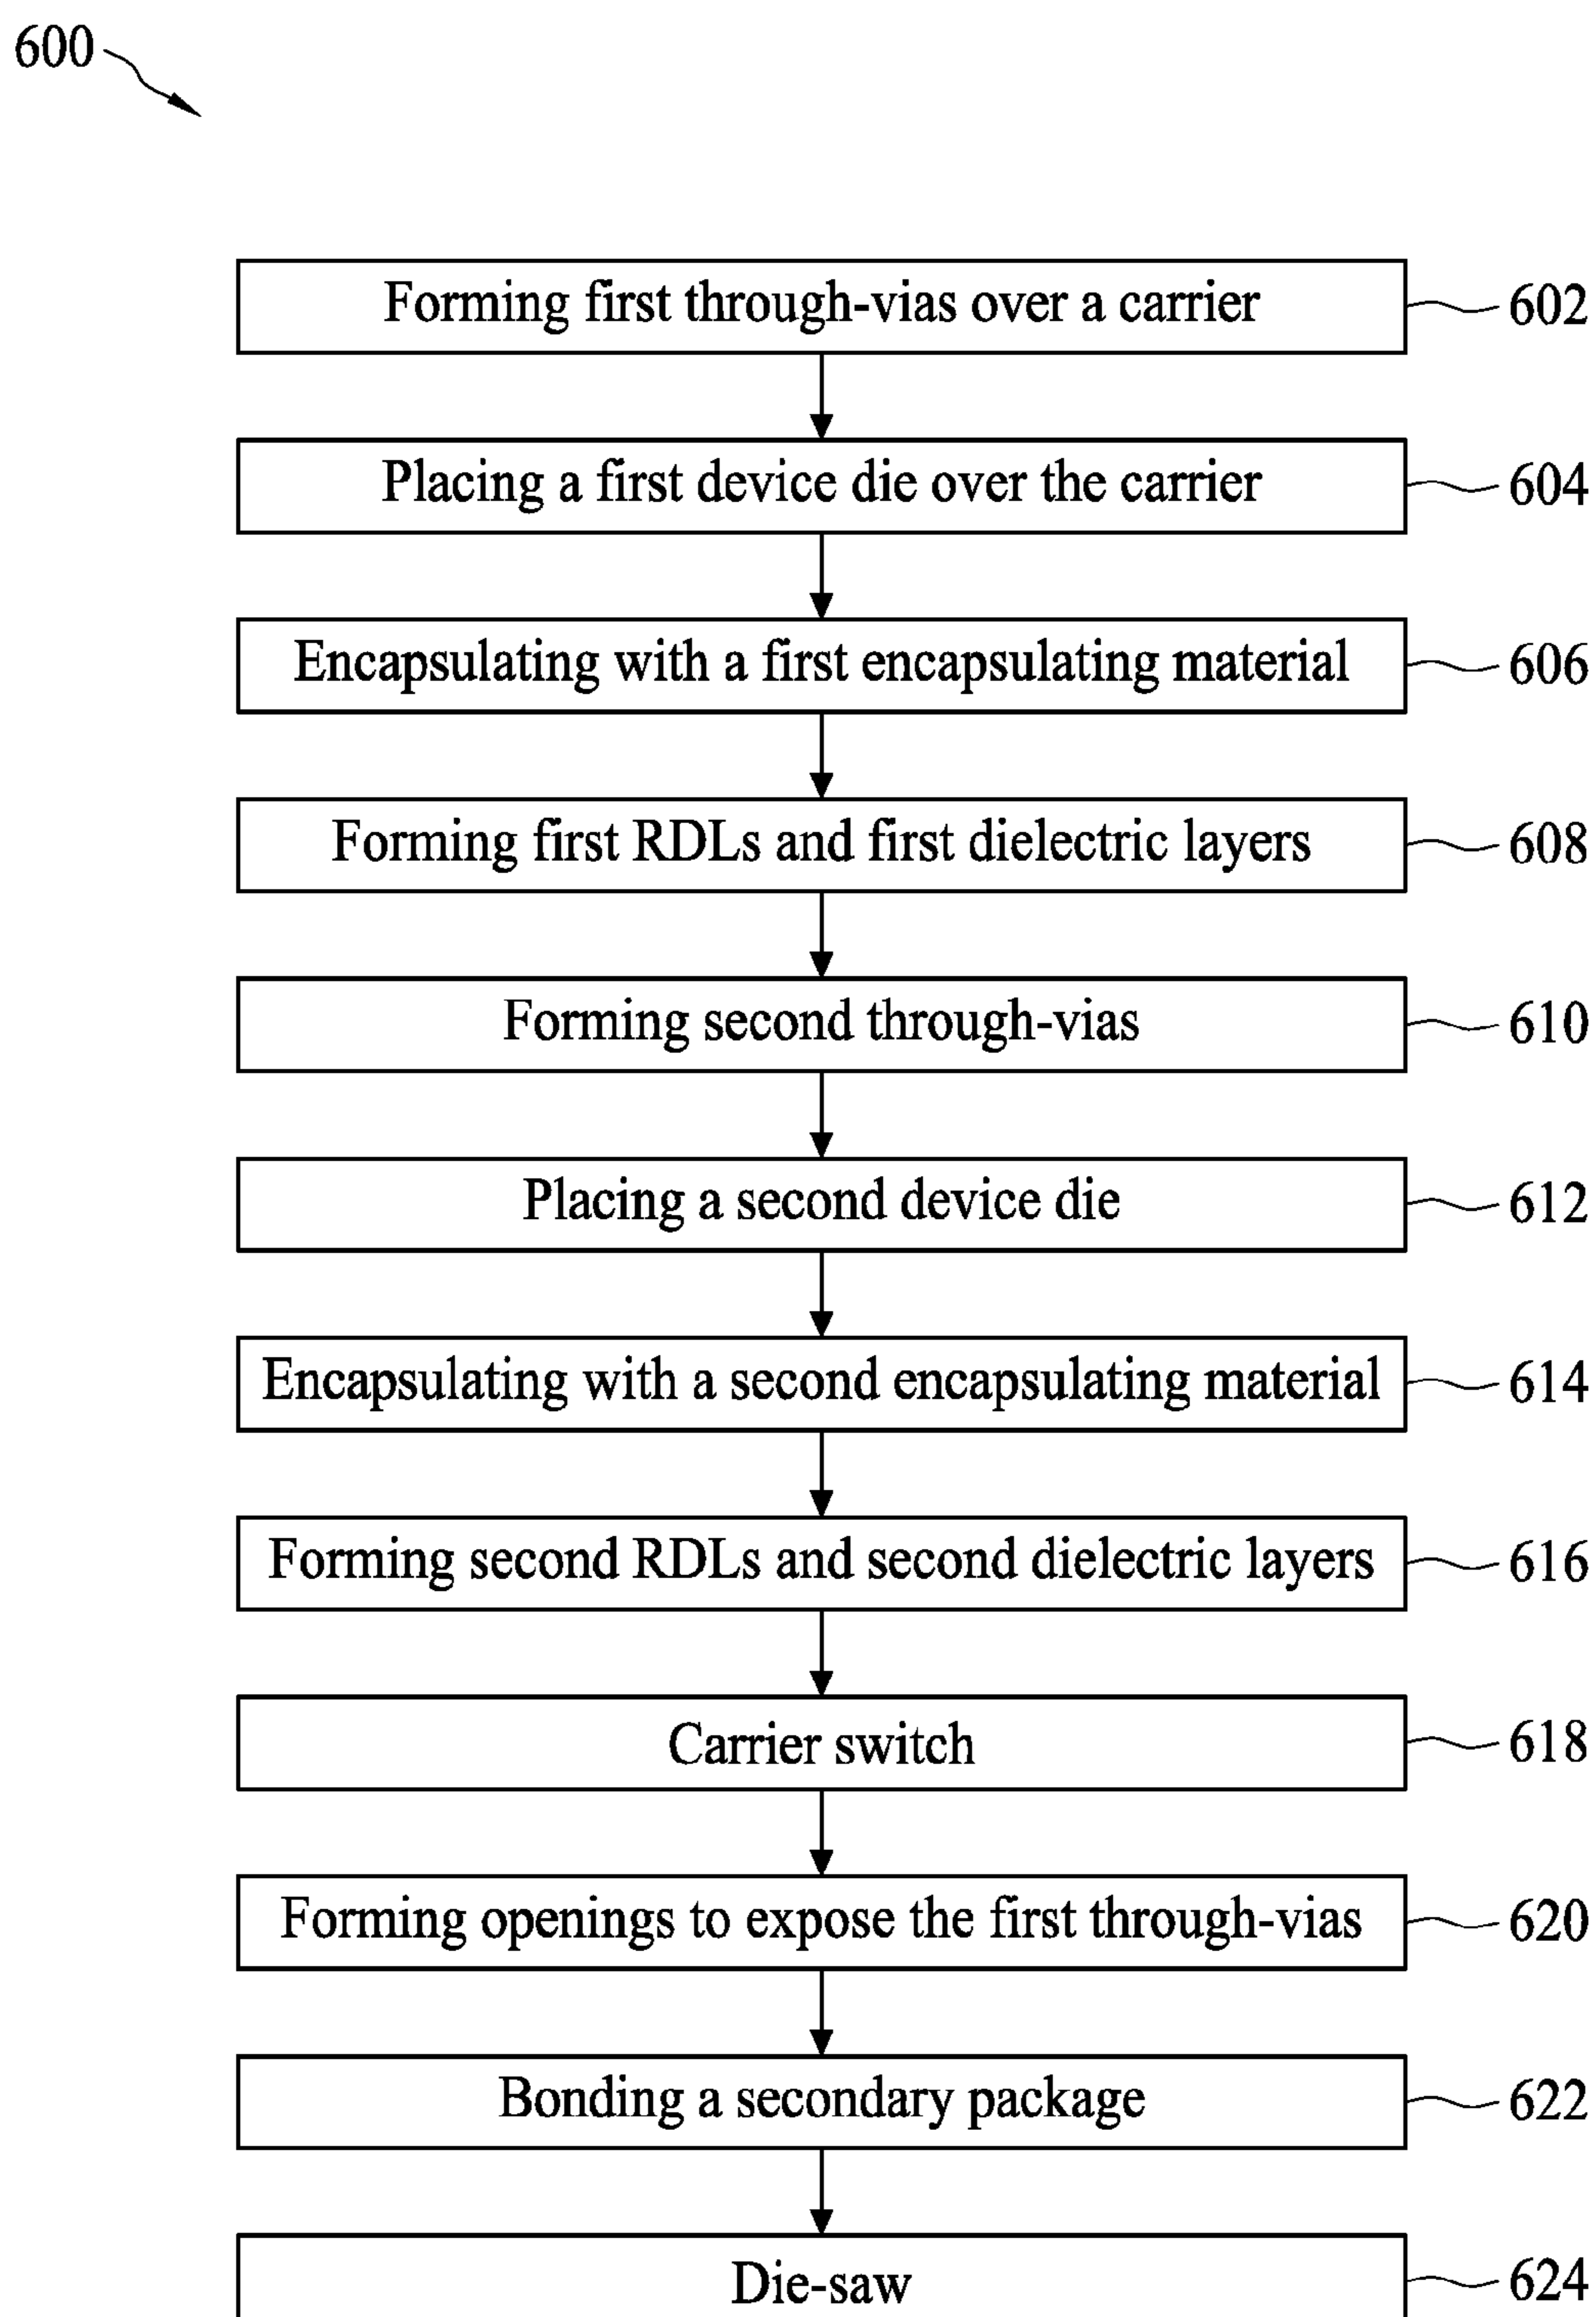 600
Forming first through-vias over a carrier 602
Placing a first device die over the carrier 604
Encapsulating with a first encapsulating material 606
Forming first RDLs and first dielectric layers 608
Forming second through-vias 610
Placing a second device die 612
Encapsulating with a second encapsulating material 614
Forming second RDLs and second dielectric layers 616
Carrier switch 618
Forming openings to expose the first through-vias 620
Bonding a secondary package 622
Die-saw 624